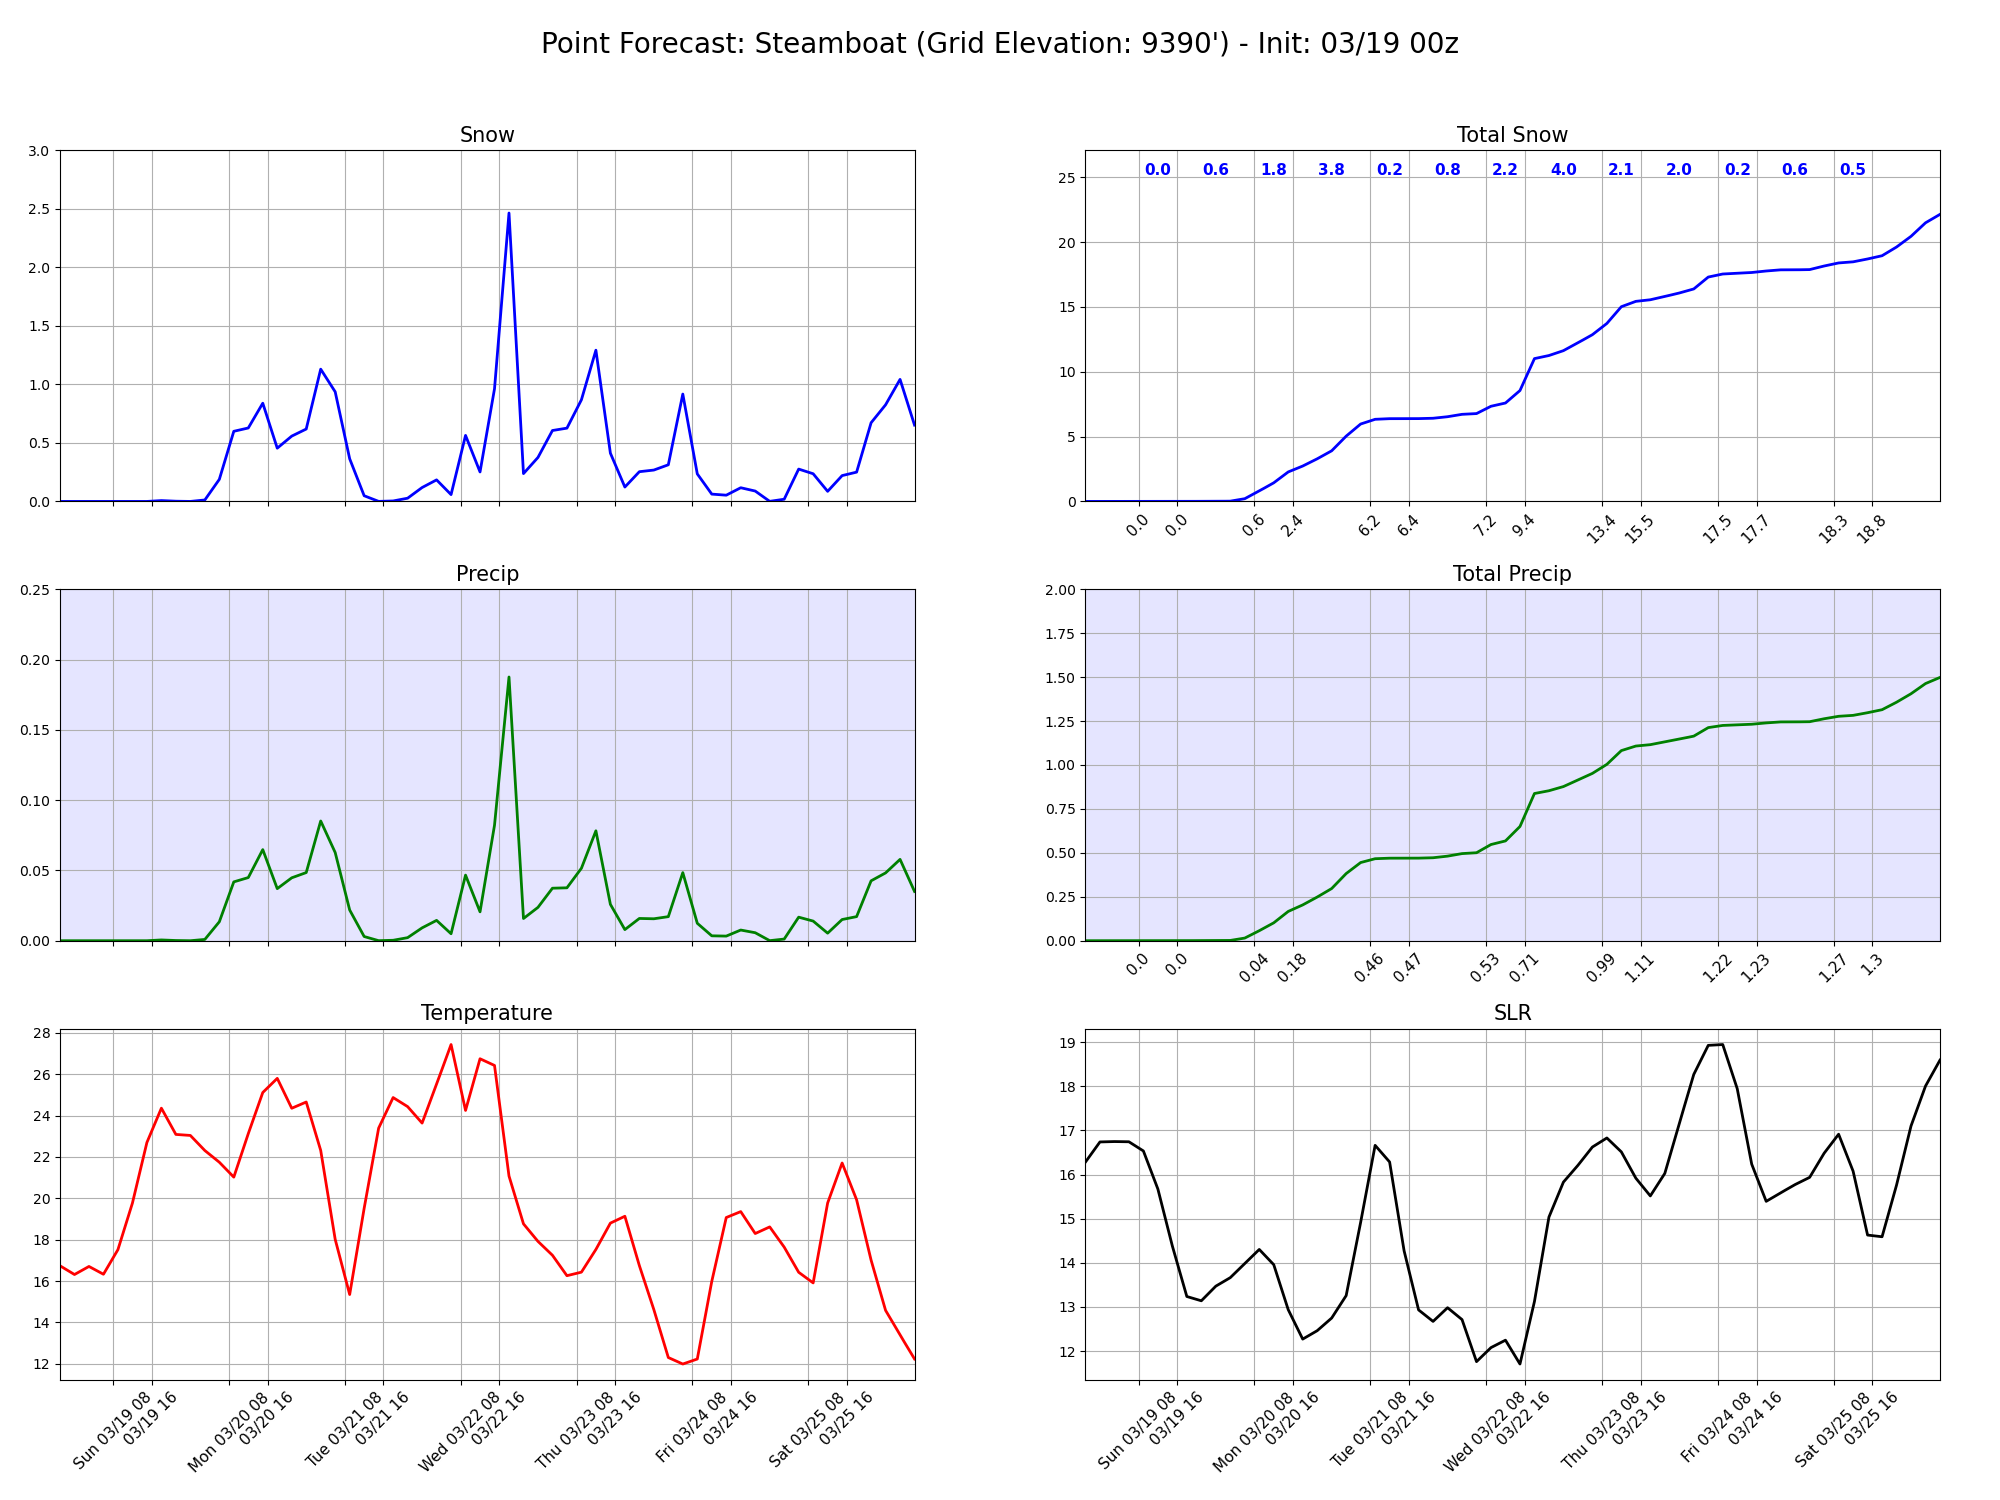 Point Forecast: Steamboat (Grid Elevation: 9390') - Init: 03/19 00z
Snow
3.0
2.5
2.0
1.5
1.0
0.5
0.0
Total Snow
0.0 0.6 1.8 3.8 0.2 0.8 2.2 4.0 2.1 2.0 0.2 0.6 0.5
25
20
15
10
5
0
0.0 0.0 0.6 2.4 6.2 6.4 7.2 9.4 13.4 15.5 17.5 17.7 18.3 18.8
Precip
0.25
0.20
0.15
0.10
0.05
0.00
Total Precip
2.00
1.75
1.50
1.25
1.00
0.75
0.50
0.25
0.00
0.0 0.0 0.04 0.18 0.46 0.47 0.53 0.71 0.99 1.11 1.22 1.23 1.27 1.3
Temperature
28
26
24
22
20
18
16
14
12
Sun 03/19 08
03/19 16
Mon 03/20 08
03/20 16
Tue 03/21 08
03/21 16
Wed 03/22 08
03/22 16
Thu 03/23 08
03/23 16
Fri 03/24 08
03/24 16
Sat 03/25 08
03/25 16
SLR
19
18
17
16
15
14
13
12
Sun 03/19 08
03/19 16
Mon 03/20 08
03/20 16
Tue 03/21 08
03/21 16
Wed 03/22 08
03/22 16
Thu 03/23 08
03/23 16
Fri 03/24 08
03/24 16
Sat 03/25 08
03/25 16